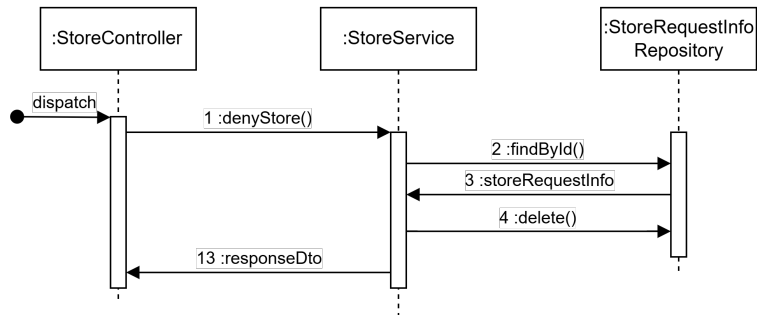 :StoreController
:StoreService
:StoreRequestInfo
Repository
dispatch
1 :denyStore()
2 :findById()
3 :storeRequestInfo
4 :delete()
13 :responseDto